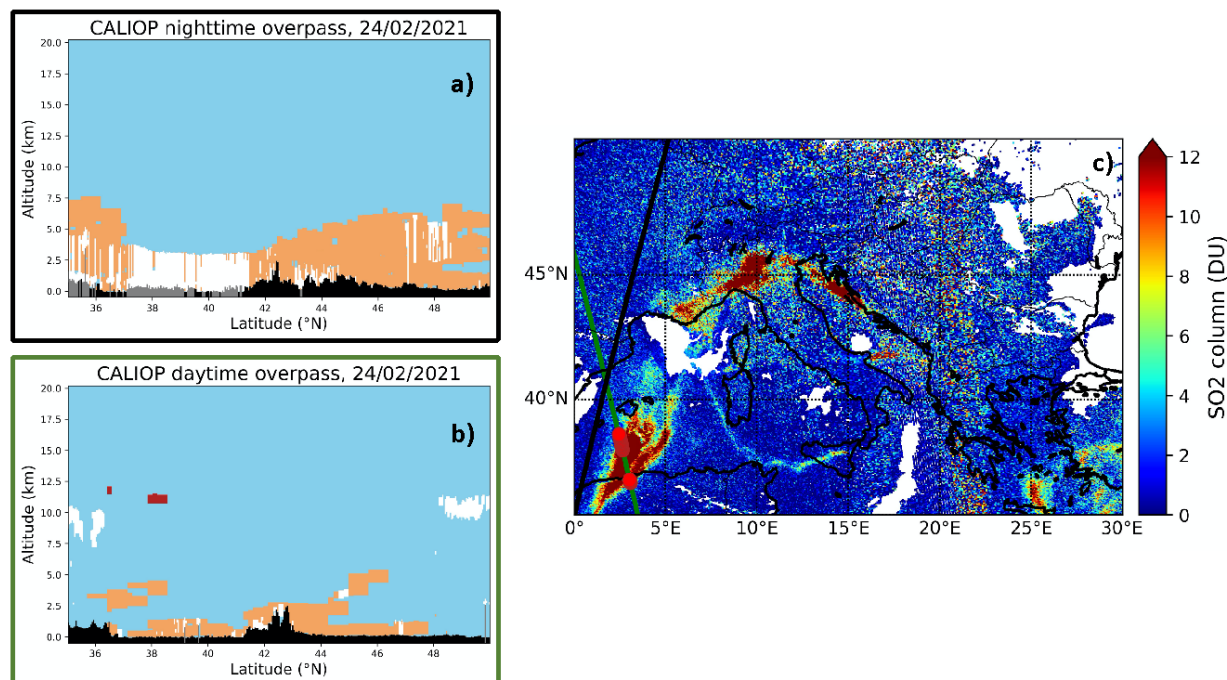 CALIOP nighttime overpass, 24/02/2021
a)
20.0
17.5
15.0
12.5
10.0
7.5
5.0
2.5
0.0
Altitude (km)
36 38 40 42 44 46 48
Latitude (°N)
CALIOP daytime overpass, 24/02/2021
b)
20.0
17.5
15.0
12.5
10.0
7.5
5.0
2.5
0.0
Altitude (km)
36 38 40 42 44 46 48
Latitude (°N)
c)
45°N
40°N
0° 5°E 10°E 15°E 20°E 25°E 30°E
12
10
8
6
4
2
0
SO2 column (DU)